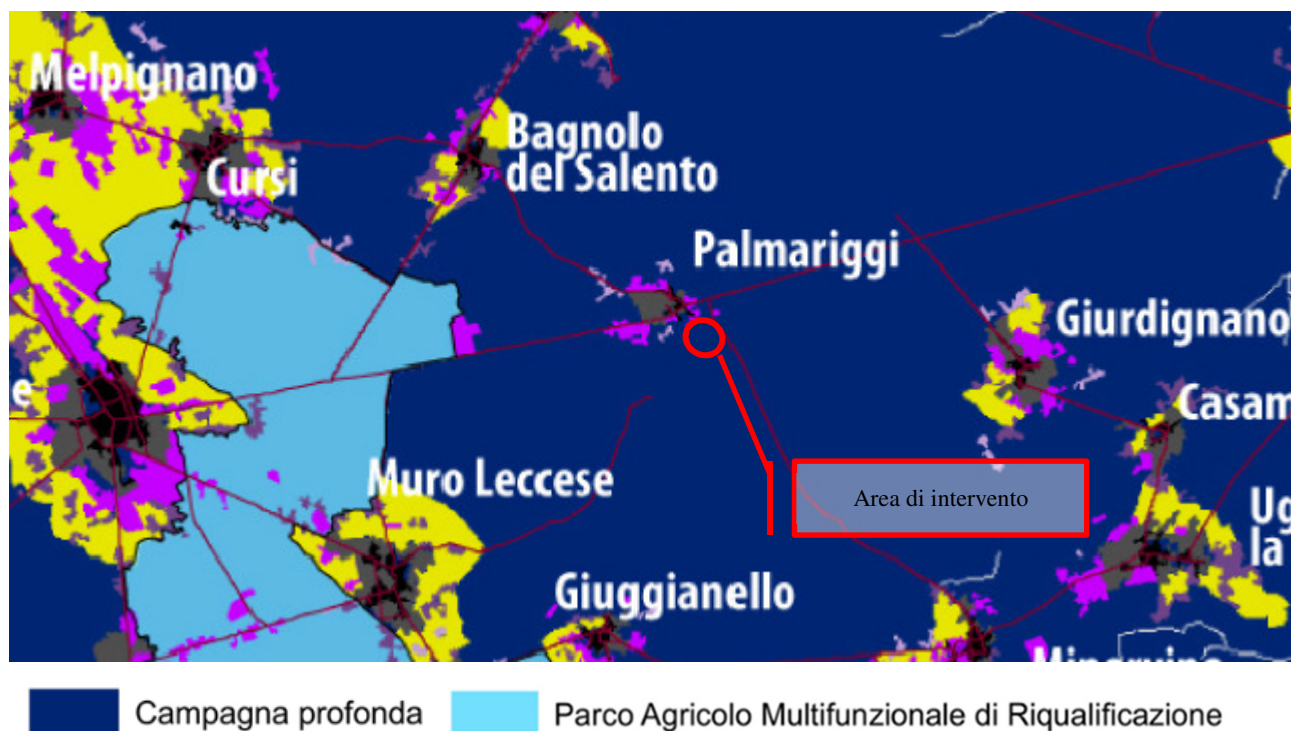 Melpignano
Bagnolo
del Salento
Cursi
Palmariggi
Giurdignano
e
Casam
Muro Leccese
Area di intervento
Ug
la
Giuggianello
Minervino
Campagna profonda
Parco Agricolo Multifunzionale di Riqualificazione